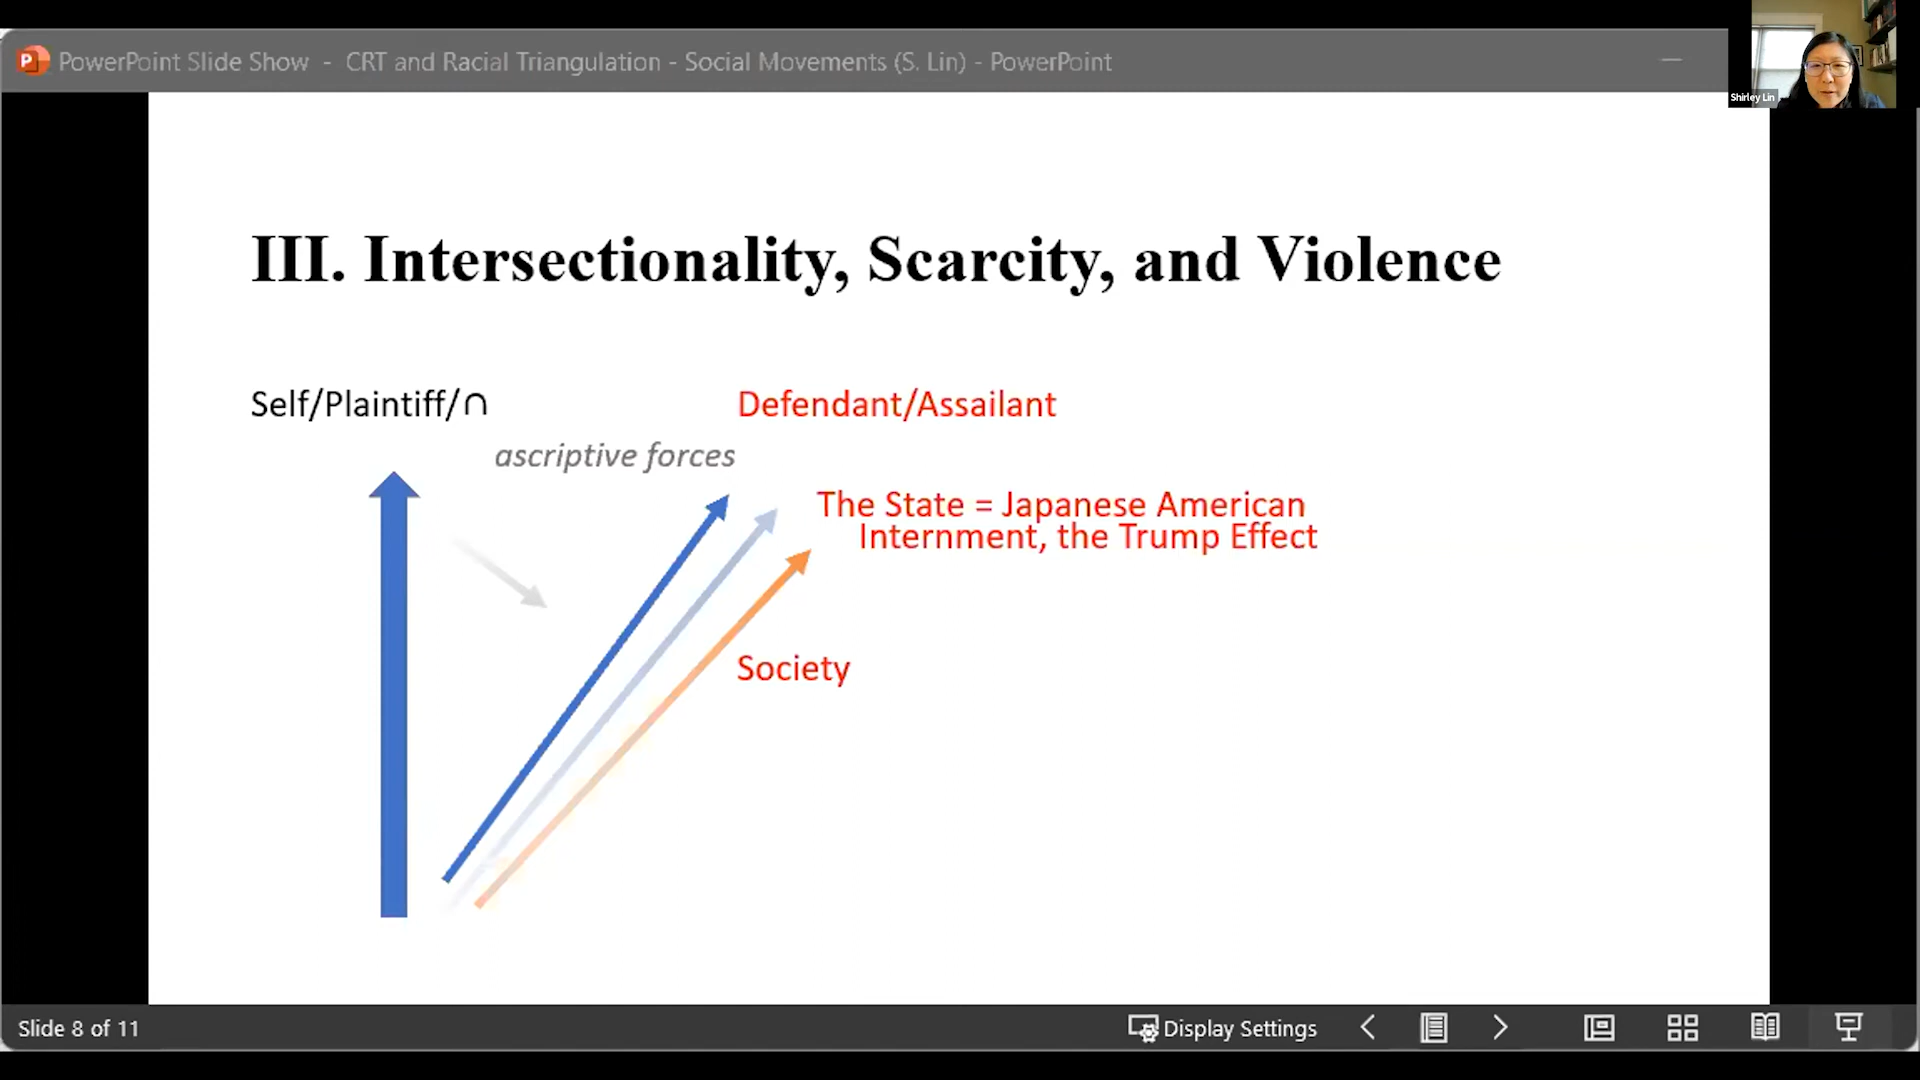 PowerPoint Slide Show - CRT and Racial Triangulation - Social Movements (S. Lin) - PowerPoint
Shirley Lin
III. Intersectionality, Scarcity, and Violence
Self/Plaintiff/∩
Defendant/Assailant
ascriptive forces
The State = Japanese American
Internment, the Trump Effect
Society
Slide 8 of 11
Display Settings